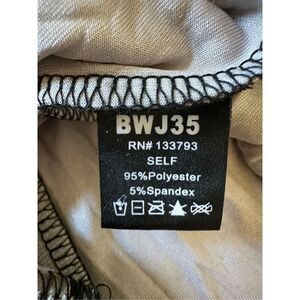 BWJ35
RN# 133793
SELF
95%Polyester
5%Spandex